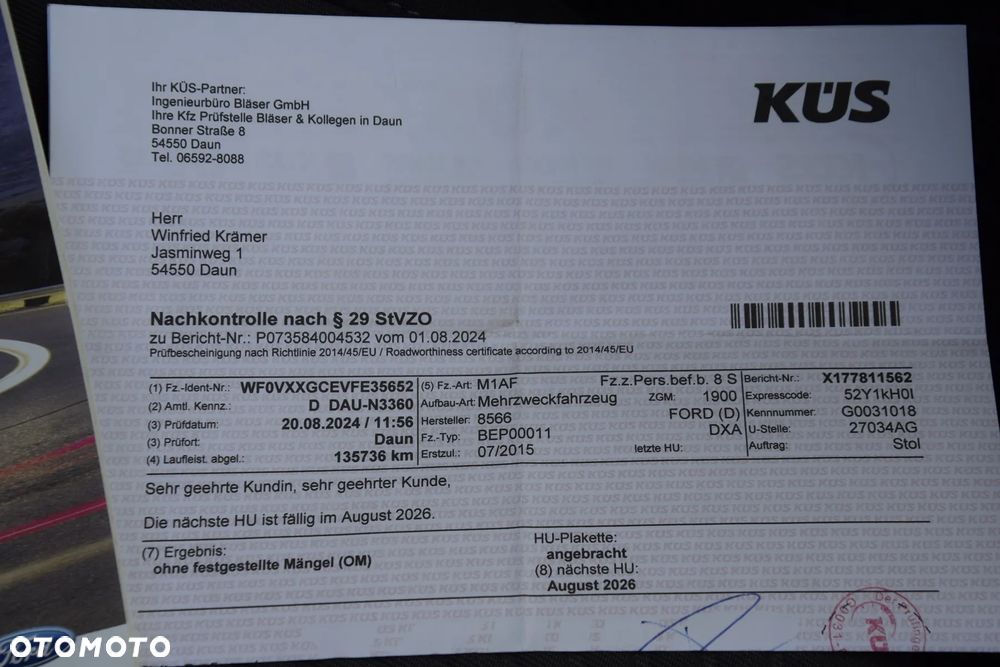 Ihr KÜS-Partner:
Ingenieurbüro Bläser GmbH
Ihre Kfz Prüfstelle Bläser & Kollegen in Daun
Bonner Straße 8
54550 Daun
Tel. 06592-8088
KÜS
Herr
Winfried Krämer
Jasminweg 1
54550 Daun
Nachkontrolle nach § 29 StVZO
zu Bericht-Nr.: P073584004532 vom 01.08.2024
Prüfbescheinigung nach Richtlinie 2014/45/EU / Roadworthiness certificate according to 2014/45/EU
(1) Fz.-Ident-Nr.: WF0VXXGCEVFE35652
(2) Amtl. Kennz.: D DAU-N3360
(3) Prüfdatum: 20.08.2024 / 11:56
(3) Prüfort: Daun
(4) Laufleist. abgel.: 135736 km
(5) Fz.-Art: M1AF Fz.z.Pers.bef.b. 8 S
Aufbau-Art: Mehrzweckfahrzeug ZGM: 1900
Hersteller: 8566 FORD (D)
Fz.-Typ: BEP00011 DXA
Erstzul.: 07/2015 letzte HU:
Bericht-Nr.: X177811562
Expresscode: 52Y1kH0I
Kennnummer: G0031018
U-Stelle: 27034AG
Auftrag: Stol
Sehr geehrte Kundin, sehr geehrter Kunde,
Die nächste HU ist fällig im August 2026.
(7) Ergebnis:
ohne festgestellte Mängel (OM)
HU-Plakette:
angebracht
(8) nächste HU:
August 2026
KÜS
OTOMOTO